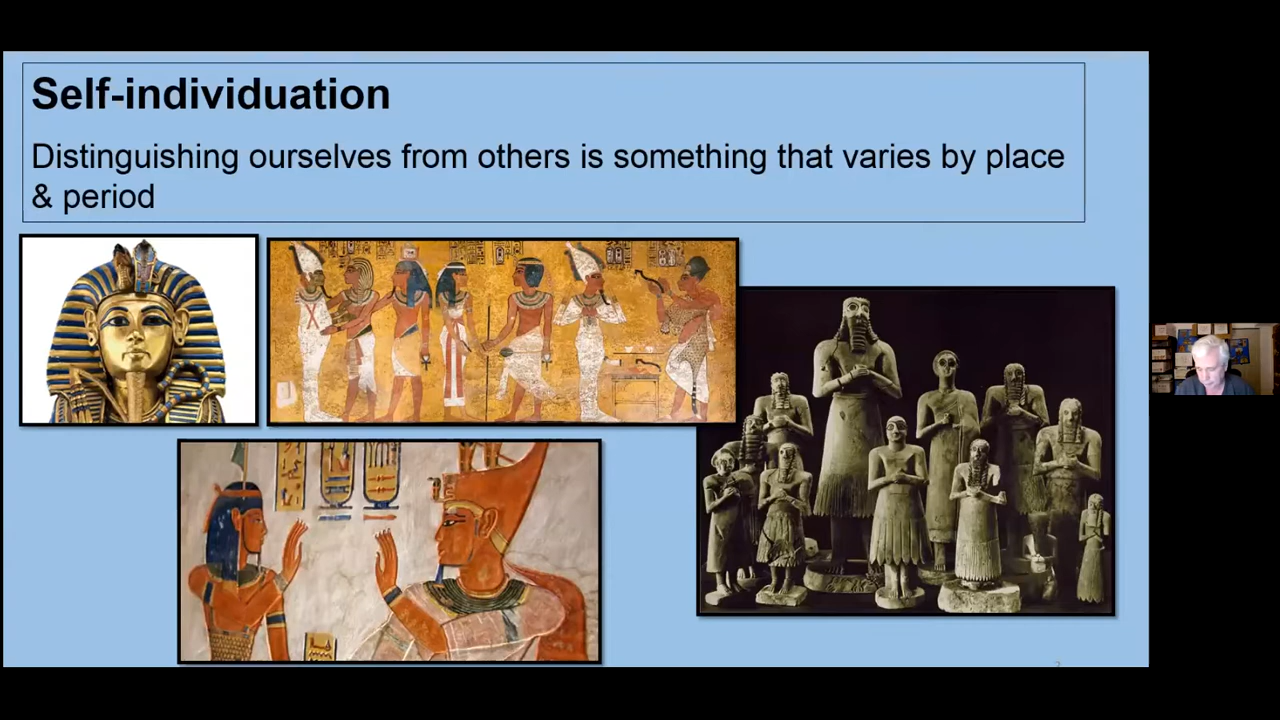 Self-individuation
Distinguishing ourselves from others is something that varies by place
& period